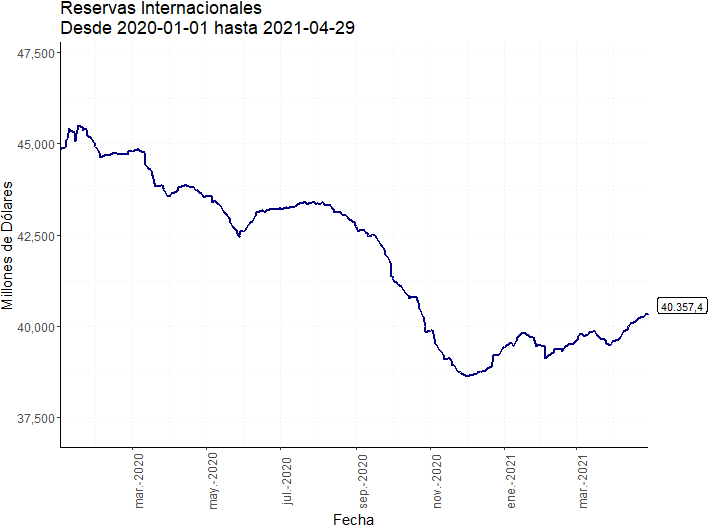 Reservas Internacionales
Desde 2020-01-01 hasta 2021-04-29
Millones de Dólares
47,500
45,000
42,500
40,000
37,500
40.357,4
mar.-2020
may.-2020
jul.-2020
sep.-2020
nov.-2020
ene.-2021
mar.-2021
Fecha